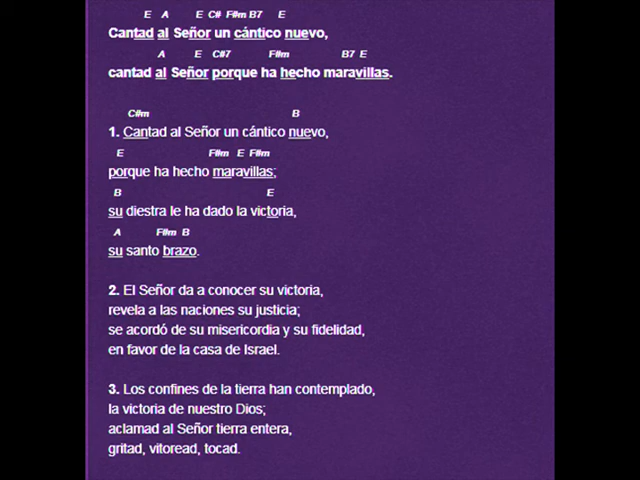 E A E C# F#m B7 E
Cantad al Señor un cántico nuevo,
A E C#7 F#m B7 E
cantad al Señor porque ha hecho maravillas.
C#m B
1. Cantad al Señor un cántico nuevo,
E F#m E F#m
porque ha hecho maravillas;
B E
su diestra le ha dado la victoria,
A F#m B
su santo brazo.
2. El Señor da a conocer su victoria,
revela a las naciones su justicia;
se acordó de su misericordia y su fidelidad,
en favor de la casa de Israel.
3. Los confines de la tierra han contemplado,
la victoria de nuestro Dios;
aclamad al Señor tierra entera,
gritad, vitoread, tocad.